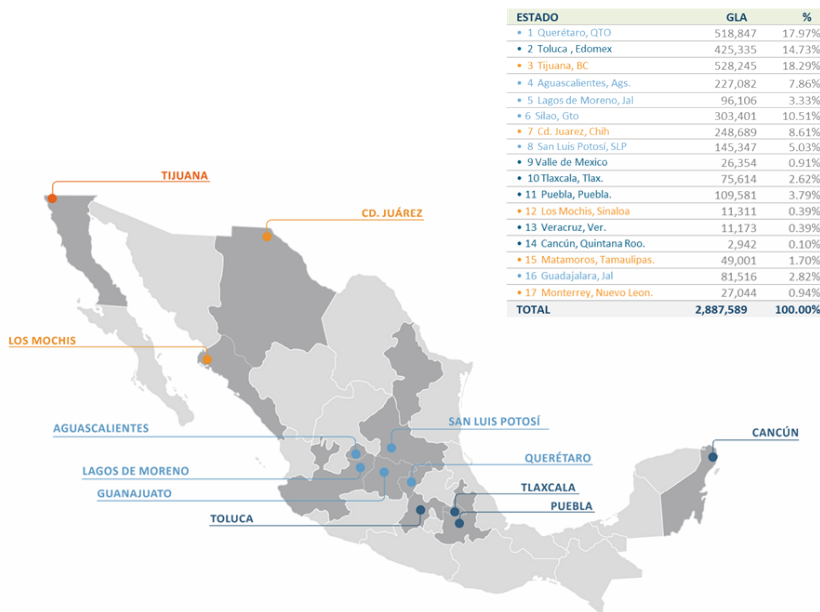 ESTADO GLA %
• 1 Querétaro, QTO 518,847 17.97%
• 2 Toluca , Edomex 425,335 14.73%
• 3 Tijuana, BC 528,245 18.29%
• 4 Aguascalientes, Ags. 227,082 7.86%
• 5 Lagos de Moreno, Jal 96,106 3.33%
• 6 Silao, Gto 303,401 10.51%
• 7 Cd. Juarez, Chih 248,689 8.61%
• 8 San Luis Potosí, SLP 145,347 5.03%
• 9 Valle de Mexico 26,354 0.91%
• 10 Tlaxcala, Tlax. 75,614 2.62%
• 11 Puebla, Puebla. 109,581 3.79%
• 12 Los Mochis, Sinaloa 11,311 0.39%
• 13 Veracruz, Ver. 11,173 0.39%
• 14 Cancún, Quintana Roo. 2,942 0.10%
• 15 Matamoros, Tamaulipas. 49,001 1.70%
• 16 Guadalajara, Jal 81,516 2.82%
• 17 Monterrey, Nuevo Leon. 27,044 0.94%
TOTAL 2,887,589 100.00%
TIJUANA
CD. JUÁREZ
LOS MOCHIS
AGUASCALIENTES
SAN LUIS POTOSÍ
CANCÚN
LAGOS DE MORENO
QUERÉTARO
GUANAJUATO
TLAXCALA
PUEBLA
TOLUCA